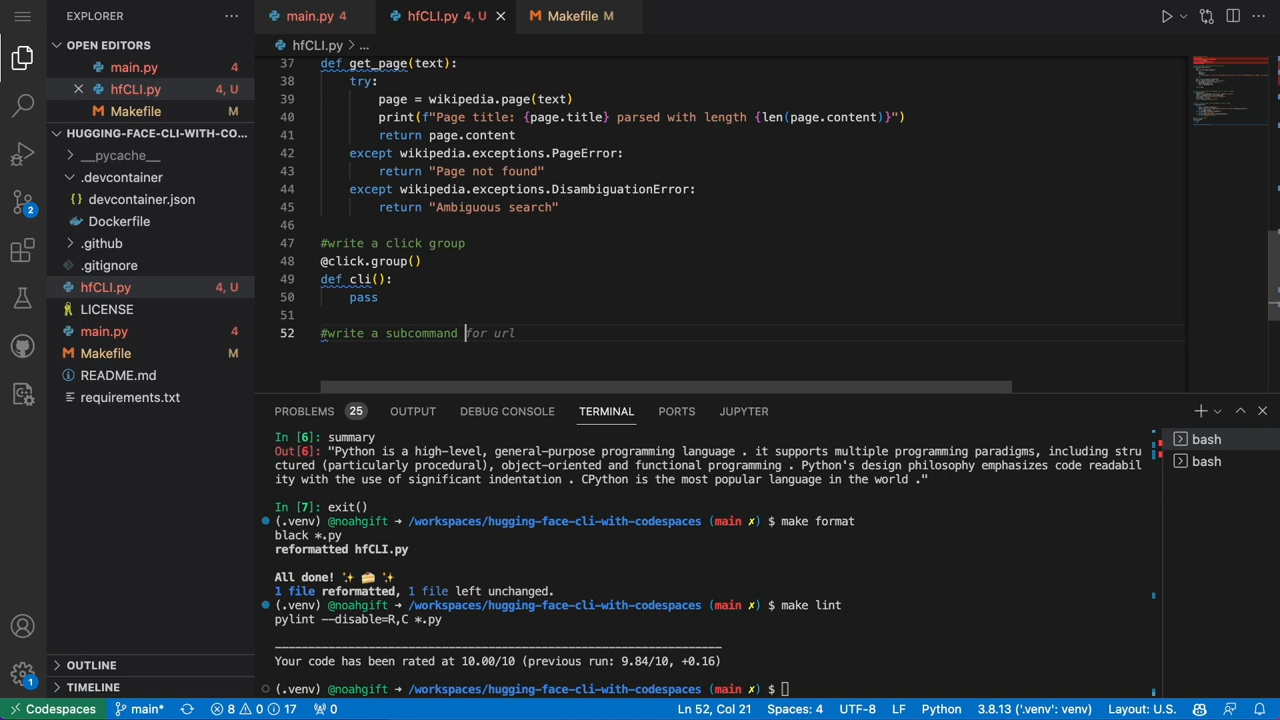 EXPLORER
OPEN EDITORS
main.py 4
hfCLI.py 4, U
Makefile M
HUGGING-FACE-CLI-WITH-CO...
__pycache__
.devcontainer
{} devcontainer.json
Dockerfile
.github
.gitignore
hfCLI.py 4, U
LICENSE
main.py 4
Makefile M
README.md
requirements.txt
OUTLINE
TIMELINE
2
1
main.py 4
hfCLI.py 4, U
Makefile M
hfCLI.py > ...
37 def get_page(text):
38 try:
39 page = wikipedia.page(text)
40 print(f"Page title: {page.title} parsed with length {len(page.content)}")
41 return page.content
42 except wikipedia.exceptions.PageError:
43 return "Page not found"
44 except wikipedia.exceptions.DisambiguationError:
45 return "Ambiguous search"
46
47 #write a click group
48 @click.group()
49 def cli():
50 pass
51
52 #write a subcommand for url
PROBLEMS 25 OUTPUT DEBUG CONSOLE TERMINAL PORTS JUPYTER
In [6]: summary
Out[6]: "Python is a high-level, general-purpose programming language . it supports multiple programming paradigms, including stru
ctured (particularly procedural), object-oriented and functional programming . Python's design philosophy emphasizes code readabil
ity with the use of significant indentation . CPython is the most popular language in the world ."
In [7]: exit()
(.venv) @noahgift → /workspaces/hugging-face-cli-with-codespaces (main ✗) $ make format
black *.py
reformatted hfCLI.py
All done! ✨ 🍰 ✨
1 file reformatted, 1 file left unchanged.
(.venv) @noahgift → /workspaces/hugging-face-cli-with-codespaces (main ✗) $ make lint
pylint --disable=R,C *.py
--------------------------------------------------------------------
Your code has been rated at 10.00/10 (previous run: 9.84/10, +0.16)
(.venv) @noahgift → /workspaces/hugging-face-cli-with-codespaces (main ✗) $
bash
bash
Codespaces main* 8 0 17 0 Ln 52, Col 21 Spaces: 4 UTF-8 LF Python 3.8.13 ('.venv': venv) Layout: U.S.